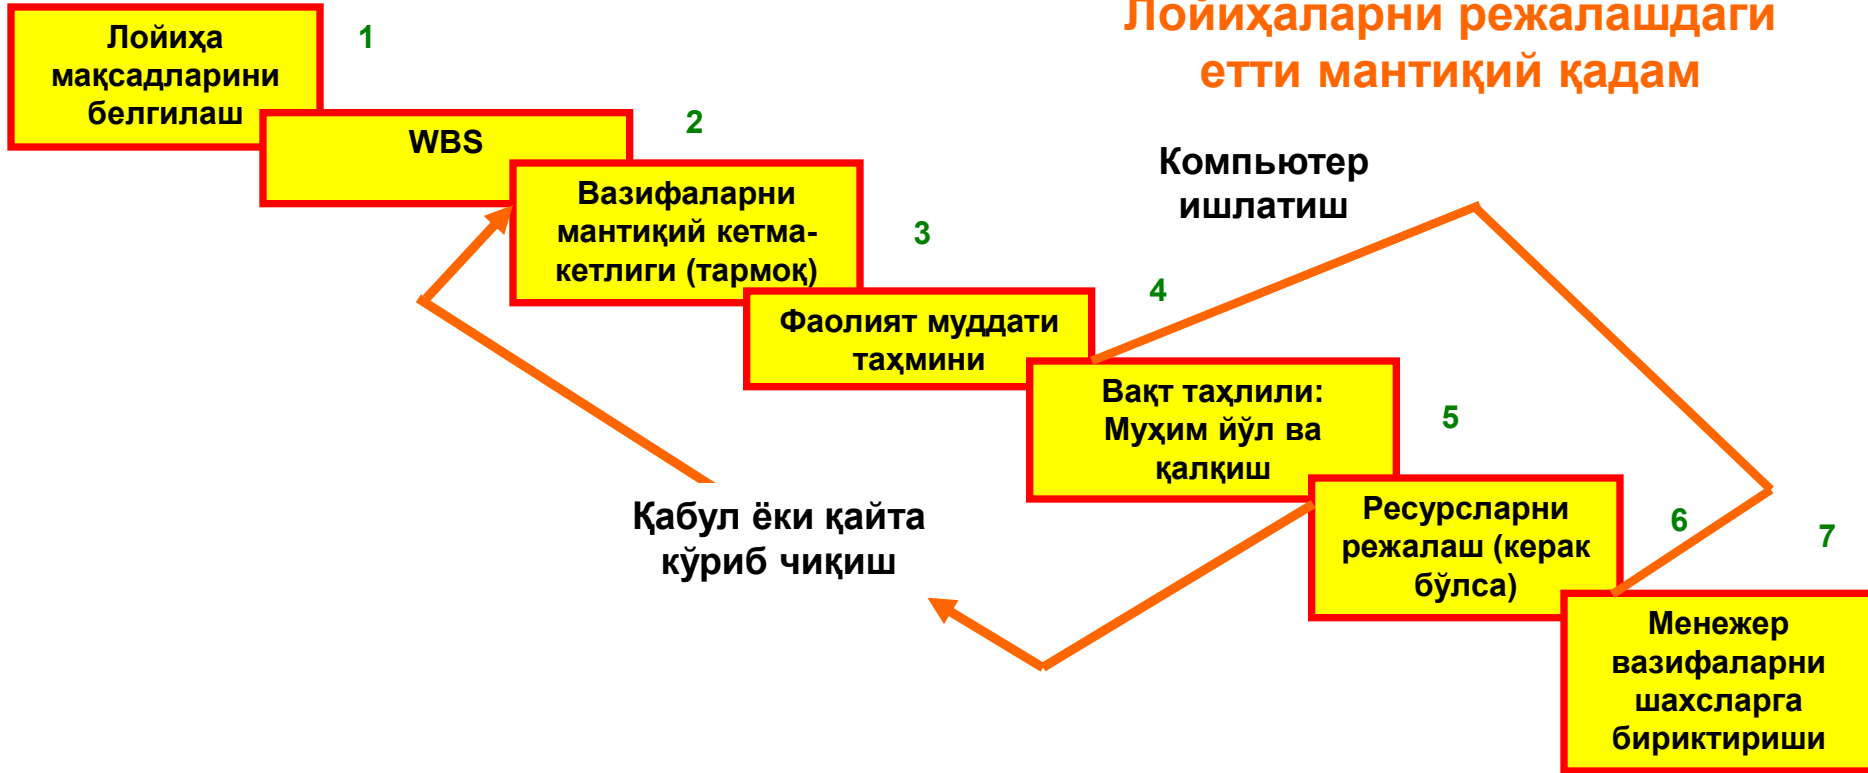 Лойиҳаларни режалашдаги
етти мантиқий қадам
Лойиҳа
мақсадларини
белгилаш
1
WBS
2
Вазифаларни
мантиқий кетма-
кетлиги (тармоқ)
3
Фаолият муддати
таҳмини
4
Вақт таҳлили:
Муҳим йўл ва
қалқиш
5
Ресурсларни
режалаш (керак
бўлса)
6
Менежер
вазифаларни
шахсларга
бириктириши
7
Компьютер
ишлатиш
Қабул ёки қайта
кўриб чиқиш